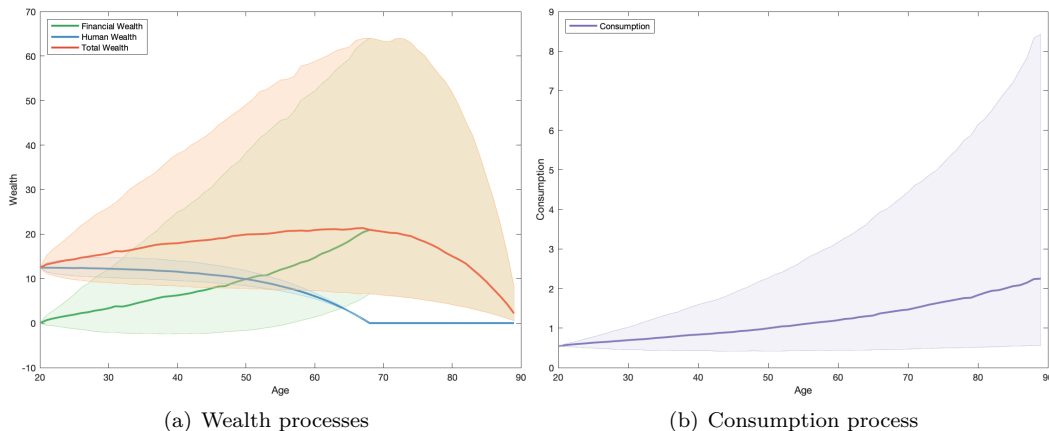 70
60
50
40
30
20
10
0
-10
Wealth
Financial Wealth
Human Wealth
Total Wealth
20 30 40 50 60 70 80 90
Age
(a) Wealth processes
9
8
7
6
5
4
3
2
1
0
Consumption
Consumption
20 30 40 50 60 70 80 90
Age
(b) Consumption process